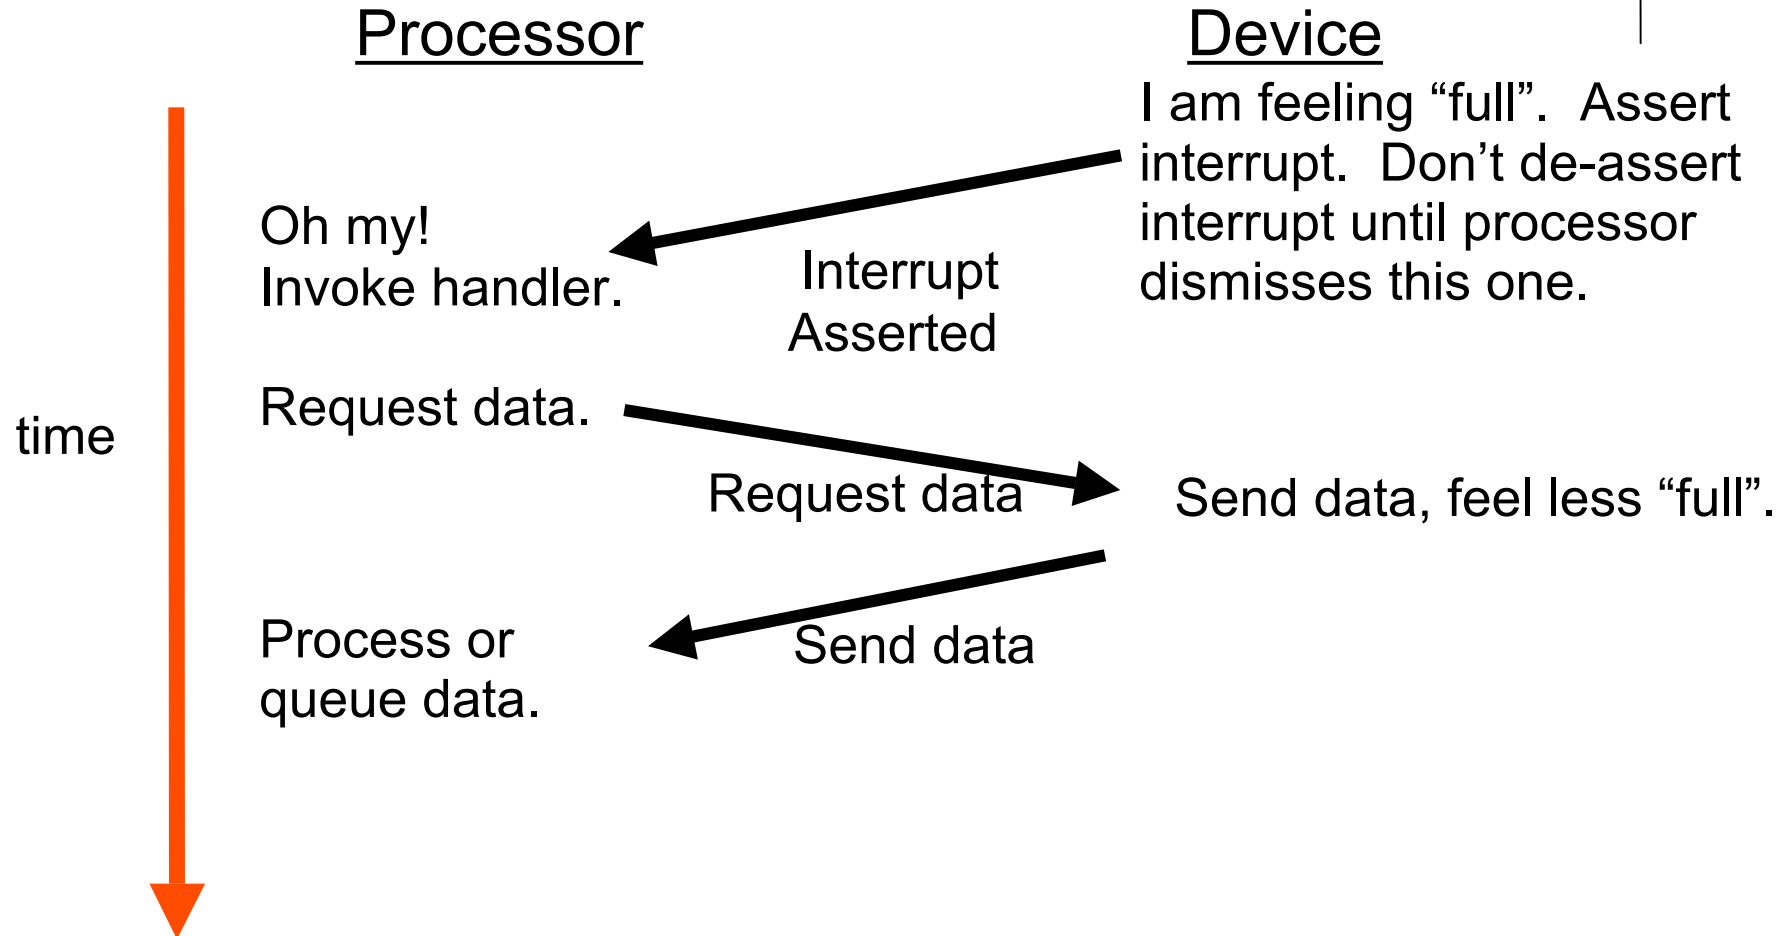 Processor
Device
I am feeling “full”.  Assert
interrupt.  Don’t de-assert
interrupt until processor
dismisses this one.
Oh my!
Invoke handler.
Interrupt
Asserted
Request data.
time
Request data
Send data, feel less “full”.
Process or
queue data.
Send data